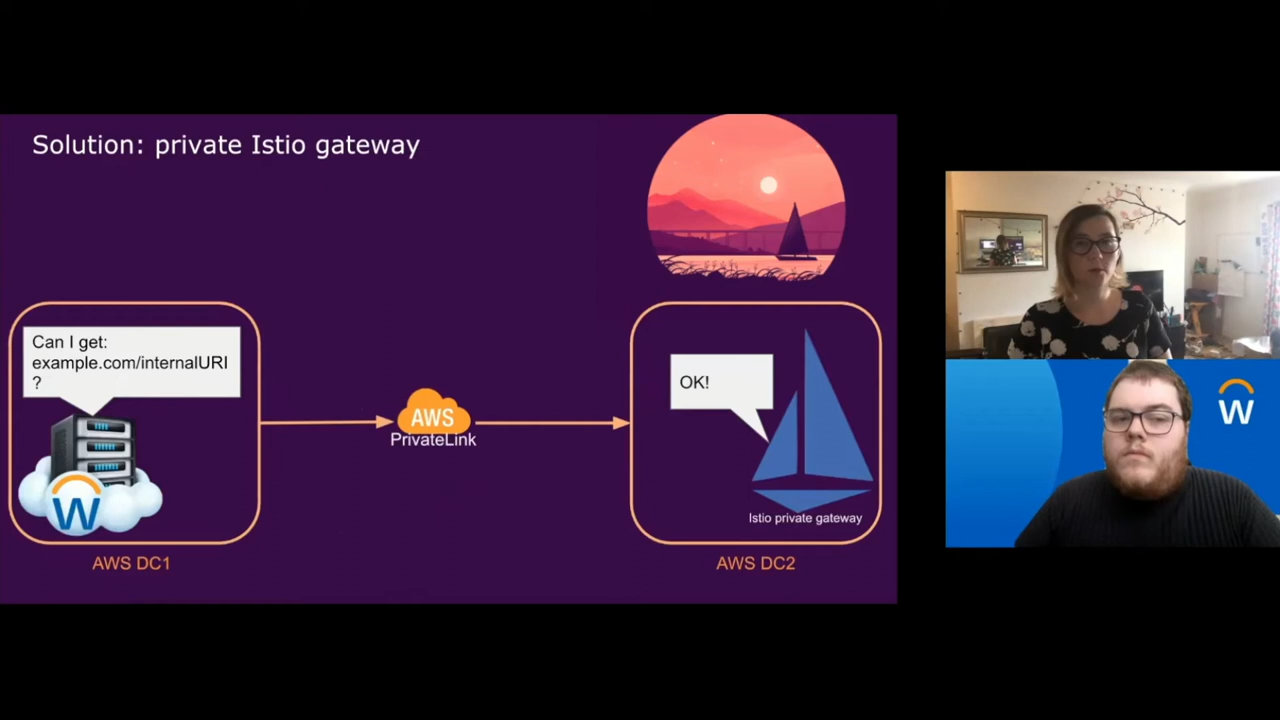 Solution: private Istio gateway
Can I get:
example.com/internalURI
?
W
AWS
PrivateLink
OK!
Istio private gateway
AWS DC1
AWS DC2
W